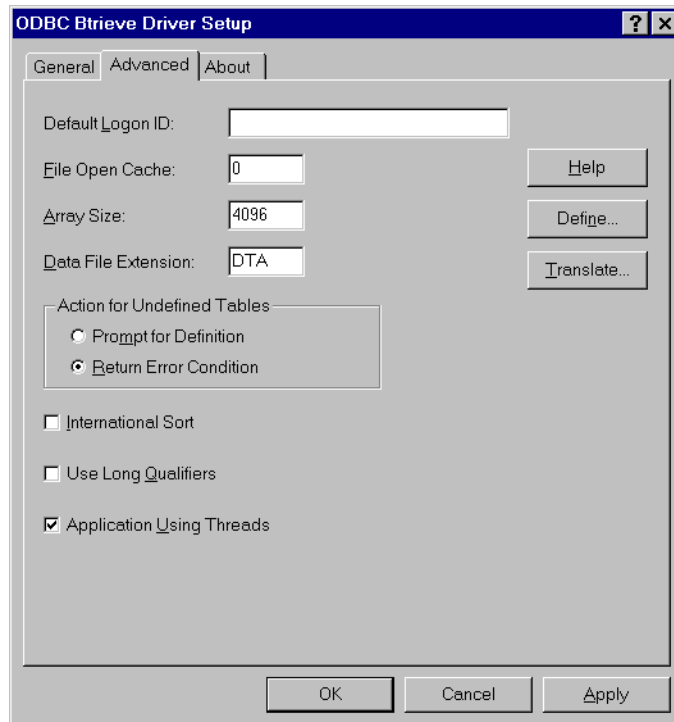 ODBC Btrieve Driver Setup
General Advanced About
Default Logon ID:
File Open Cache: 0 Help
Array Size: 4096 Define...
Data File Extension: DTA Translate...
Action for Undefined Tables
Prompt for Definition
Return Error Condition
International Sort
Use Long Qualifiers
Application Using Threads
OK Cancel Apply